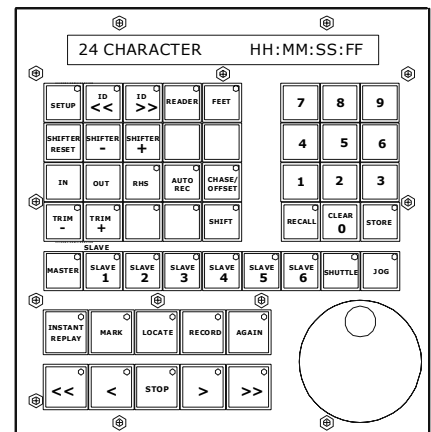 24 CHARACTER HH:MM:SS:FF
SETUP ID << ID >> READER FEET 7 8 9
SHIFTER RESET SHIFTER - SHIFTER + 4 5 6
IN OUT RHS AUTO REC CHASE/ OFFSET 1 2 3
TRIM - TRIM + SHIFT RECALL CLEAR 0 STORE
SLAVE
MASTER SLAVE 1 SLAVE 2 SLAVE 3 SLAVE 4 SLAVE 5 SLAVE 6 SHUTTLE JOG
INSTANT REPLAY MARK LOCATE RECORD AGAIN
<< < STOP > >>